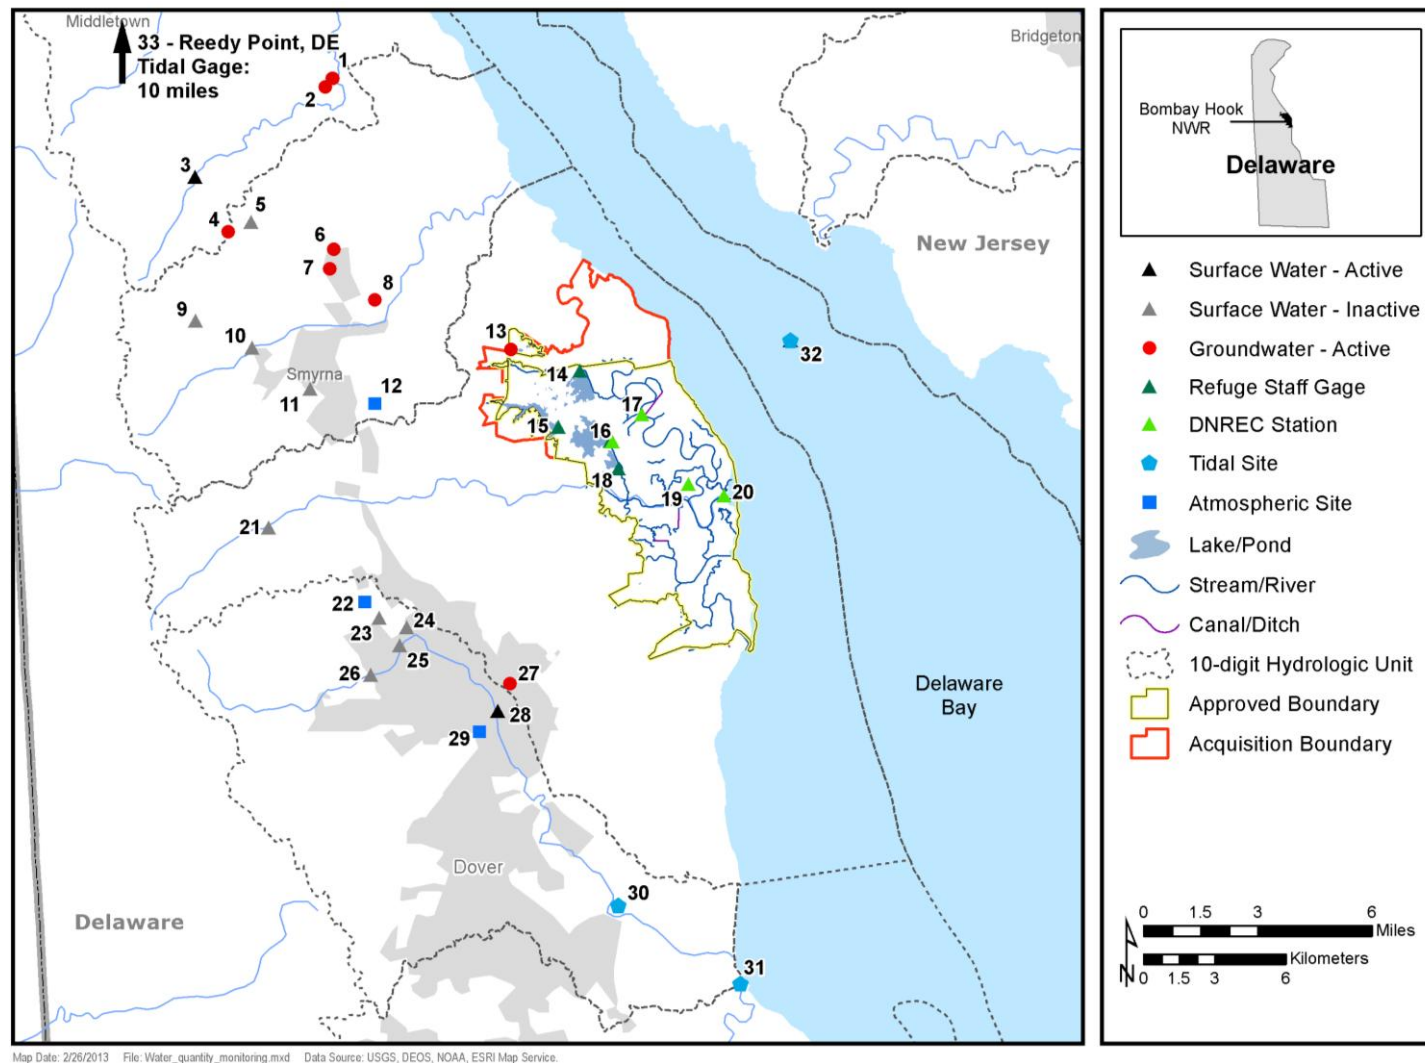 Middletown
33 - Reedy Point, DE
Tidal Gage:
10 miles
1
2
3
4
5
6
7
8
9
10
Smyrna
11
12
13
14
15
16
17
18
19
20
21
22
23
24
25
26
27
28
29
30
31
32
Bridgeton
New Jersey
Delaware
Bay
Dover
Delaware
Bombay Hook
NWR
Delaware
Surface Water - Active
Surface Water - Inactive
Groundwater - Active
Refuge Staff Gage
DNREC Station
Tidal Site
Atmospheric Site
Lake/Pond
Stream/River
Canal/Ditch
10-digit Hydrologic Unit
Approved Boundary
Acquisition Boundary
0 1.5 3 6
Miles
Kilometers
0 1.5 3 6
N
Map Date: 2/26/2013 File: Water_quantity_monitoring.mxd Data Source: USGS, DEOS, NOAA, ESRI Map Service.